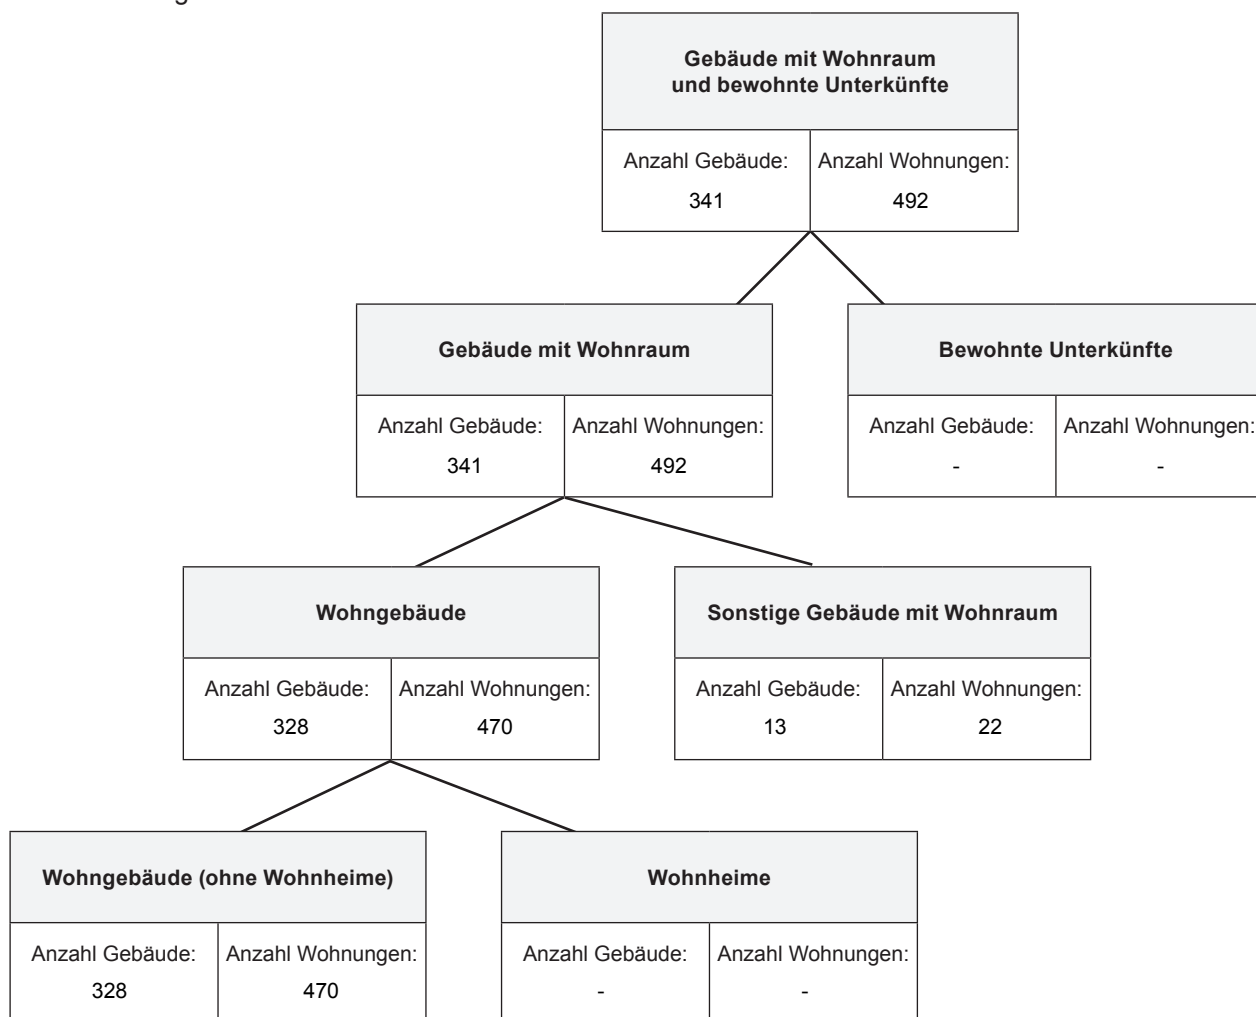 Gebäude mit Wohnraum
und bewohnte Unterkünfte
Anzahl Gebäude: Anzahl Wohnungen:
341 492
Gebäude mit Wohnraum
Anzahl Gebäude: Anzahl Wohnungen:
341 492
Bewohnte Unterkünfte
Anzahl Gebäude: Anzahl Wohnungen:
- -
Wohngebäude
Anzahl Gebäude: Anzahl Wohnungen:
328 470
Sonstige Gebäude mit Wohnraum
Anzahl Gebäude: Anzahl Wohnungen:
13 22
Wohngebäude (ohne Wohnheime)
Anzahl Gebäude: Anzahl Wohnungen:
328 470
Wohnheime
Anzahl Gebäude: Anzahl Wohnungen:
- -